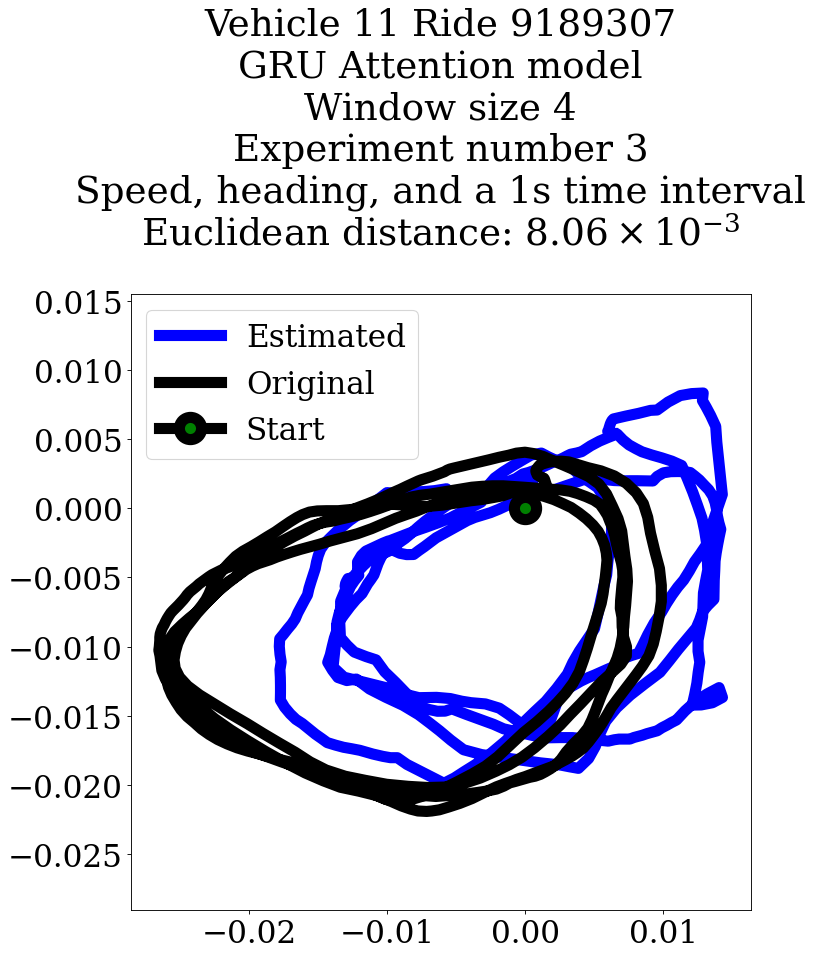 Vehicle 11 Ride 9189307
GRU Attention model
Window size 4
Experiment number 3
Speed, heading, and a 1s time interval
Euclidean distance: 8.06 × 10⁻³
0.015
0.010
0.005
0.000
−0.005
−0.010
−0.015
−0.020
−0.025
Estimated
Original
Start
−0.02 −0.01 0.00 0.01